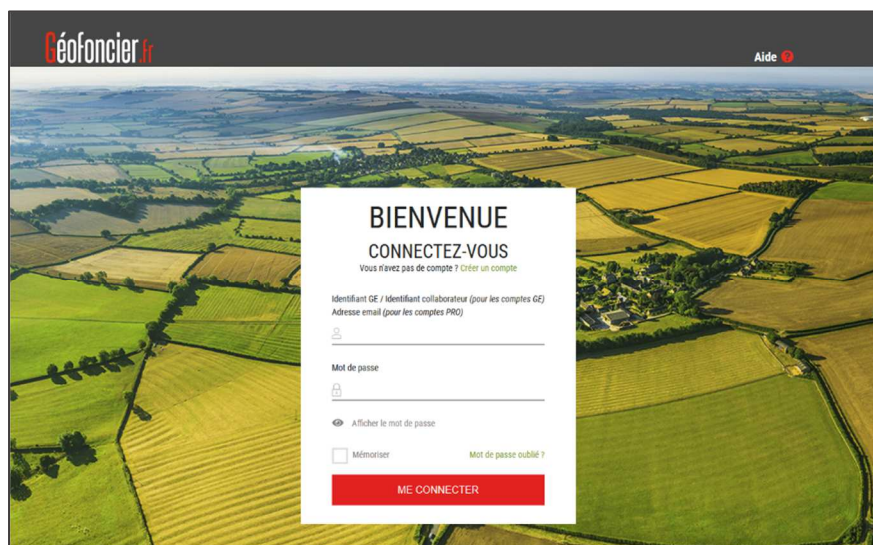 Géofoncier.fr
Aide ?
BIENVENUE
CONNECTEZ-VOUS
Vous n'avez pas de compte ? Créer un compte
Identifiant GE / Identifiant collaborateur (pour les comptes GE)
Adresse email (pour les comptes PRO)
Mot de passe
Afficher le mot de passe
Mémoriser Mot de passe oublié ?
ME CONNECTER